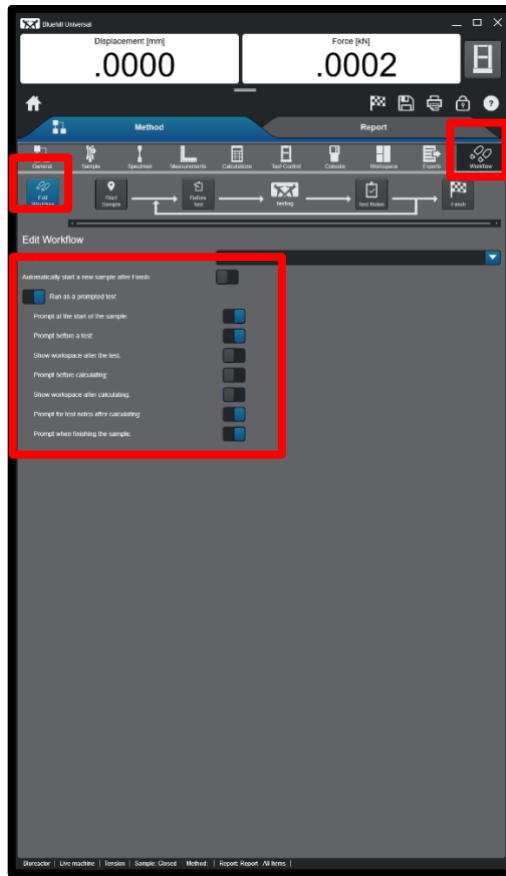 Bluehill Universal
Displacement [mm]
.0000
Force [kN]
.0002
Method
Report
General
Sample
Specimen
Measurements
Calculations
Test Control
Console
Workspace
Exports
Workflow
Edit
Workflow
Start
Sample
Before
test
Testing
Test Notes
Finish
Edit Workflow
Automatically start a new sample after Finish:
Run as a prompted test
Prompt at the start of the sample:
Prompt before a test:
Show workspace after the test:
Prompt before calculating:
Show workspace after calculating:
Prompt for test notes after calculating:
Prompt when finishing the sample:
Bioreactor | Live machine | Tension | Sample: Closed | Method: | Report: Report All Items |